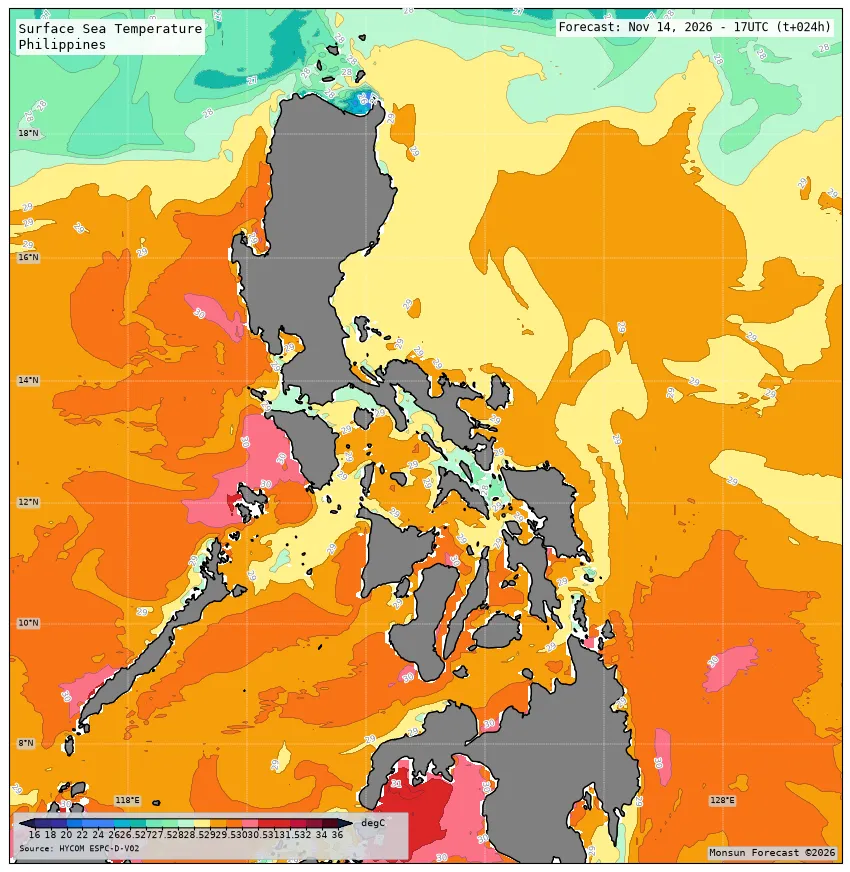 Surface Sea Temperature
Philippines
Forecast: Nov 14, 2026 - 17UTC (t+024h)
18°N
16°N
14°N
12°N
10°N
8°N
118°E
128°E
16 18 20 22 24 26 26.5 27 27.5 28 28.5 29 29.5 30 30.5 31 31.5 32 34 36
degC
Source: HYCOM ESPC-D-V02
Monsun Forecast ©2026